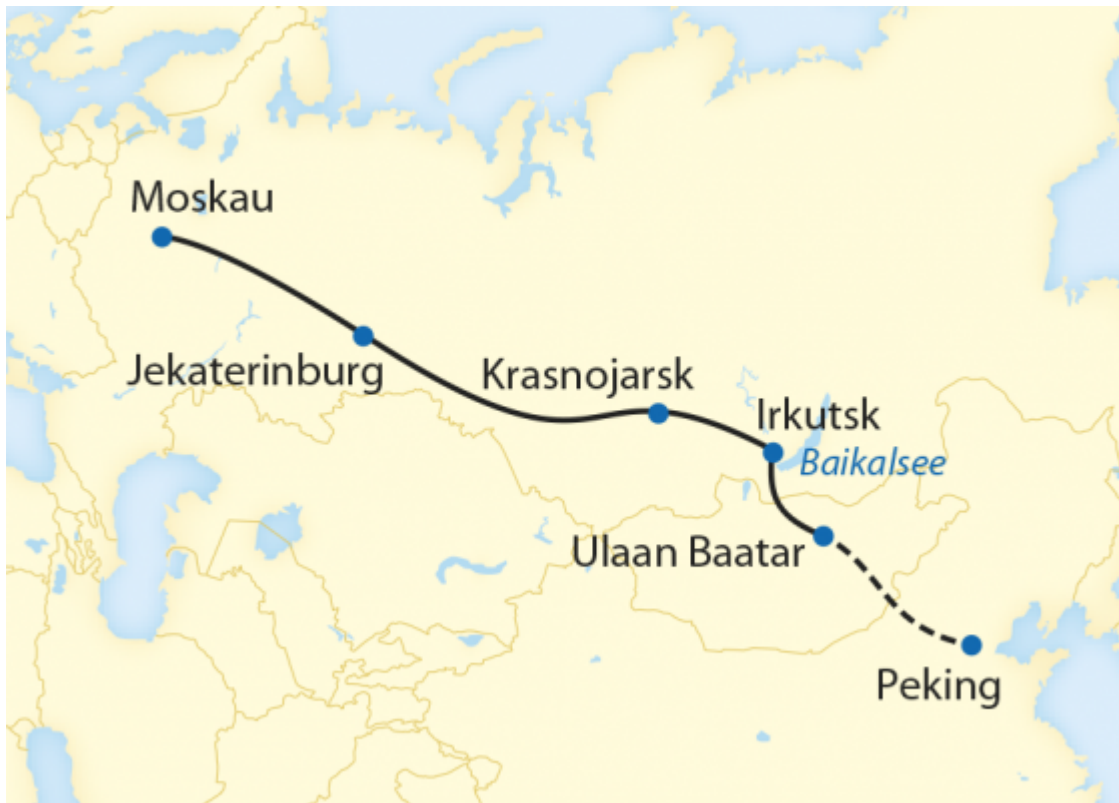 Moskau
Jekaterinburg
Krasnojarsk
Irkutsk
Baikalsee
Ulaan Baatar
Peking